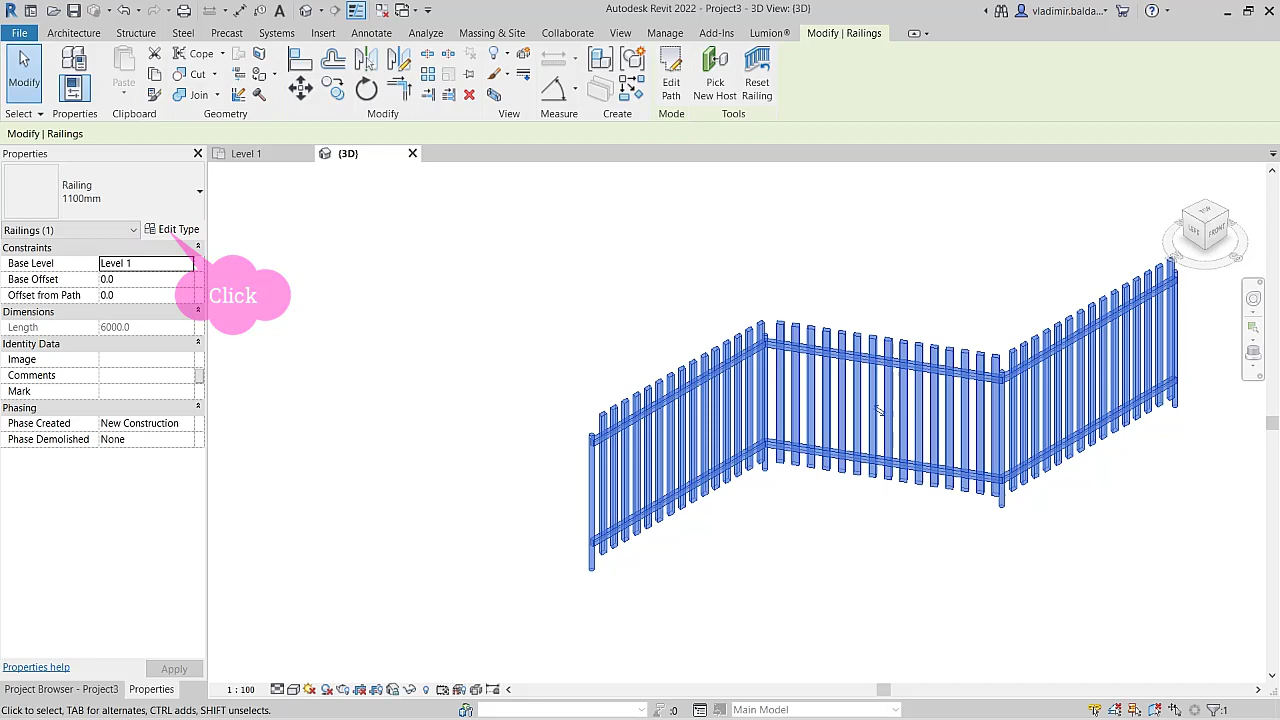 Autodesk Revit 2022 - Project3 - 3D View: {3D}
vladimir.balda...
File
Architecture
Structure
Steel
Precast
Systems
Insert
Annotate
Analyze
Massing & Site
Collaborate
View
Manage
Add-Ins
Lumion®
Modify | Railings
Modify
Paste
Cope
Cut
Join
Edit
Path
Pick
New Host
Reset
Railing
Select
Properties
Clipboard
Geometry
Modify
View
Measure
Create
Mode
Tools
Modify | Railings
Properties
Level 1
{3D}
Railing
1100mm
Railings (1)
Edit Type
Constraints
Base Level Level 1
Base Offset 0.0
Offset from Path 0.0
Click
Dimensions
Length 6000.0
Identity Data
Image
Comments
Mark
Phasing
Phase Created New Construction
Phase Demolished None
TOP
LEFT
FRONT
Properties help
Apply
Project Browser - Project3
Properties
1 : 100
Click to select, TAB for alternates, CTRL adds, SHIFT unselects.
:0
Main Model
:1